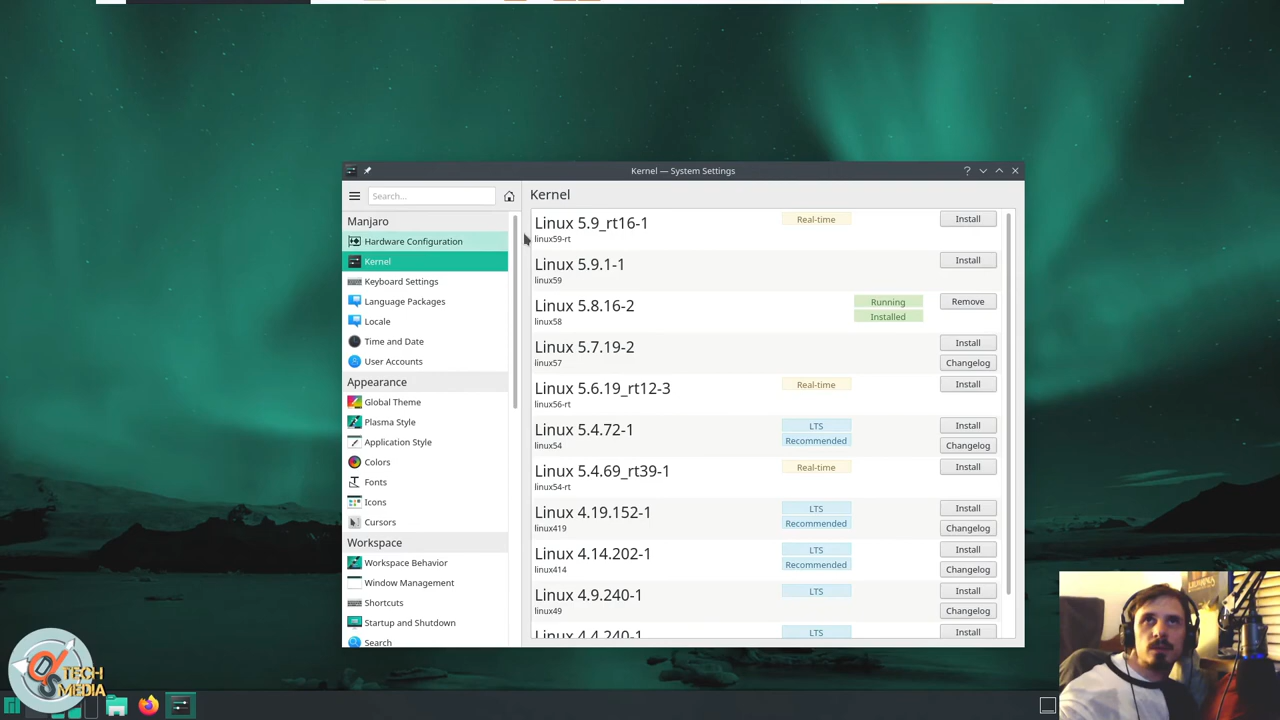 Kernel — System Settings
Search...
Kernel
Manjaro
Hardware Configuration
Kernel
Keyboard Settings
Language Packages
Locale
Time and Date
User Accounts
Appearance
Global Theme
Plasma Style
Application Style
Colors
Fonts
Icons
Cursors
Workspace
Workspace Behavior
Window Management
Shortcuts
Startup and Shutdown
Search
Linux 5.9_rt16-1
linux59-rt
Real-time
Install
Linux 5.9.1-1
linux59
Install
Linux 5.8.16-2
linux58
Running
Installed
Remove
Linux 5.7.19-2
linux57
Install
Changelog
Linux 5.6.19_rt12-3
linux56-rt
Real-time
Install
Linux 5.4.72-1
linux54
LTS
Recommended
Install
Changelog
Linux 5.4.69_rt39-1
linux54-rt
Real-time
Install
Linux 4.19.152-1
linux419
LTS
Recommended
Install
Changelog
Linux 4.14.202-1
linux414
LTS
Recommended
Install
Changelog
Linux 4.9.240-1
linux49
LTS
Install
Changelog
Linux 4.4.240-1
LTS
Install
TECH
MEDIA